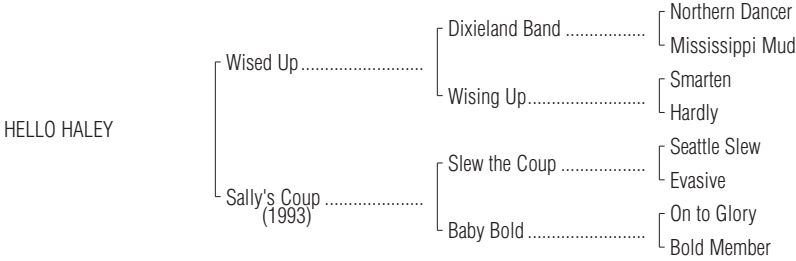 Northern Dancer
Dixieland Band ..................
Mississippi Mud
Wised Up...........................
Smarten
Wising Up..........................
Hardly
HELLO HALEY
Seattle Slew
Slew the Coup ...................
Evasive
Sally's Coup ......................
(1993)
On to Glory
Baby Bold ..........................
Bold Member